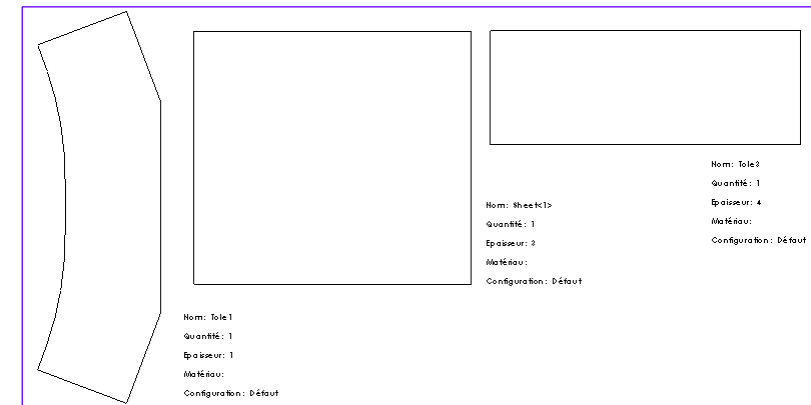 Nom: Tole1
Quantité: 1
Epaisseur: 1
Matériau:
Configuration: Défaut
Nom: Sheet<1>
Quantité: 1
Epaisseur: 3
Matériau:
Configuration: Défaut
Nom: Tole3
Quantité: 1
Epaisseur: 4
Matériau:
Configuration: Défaut